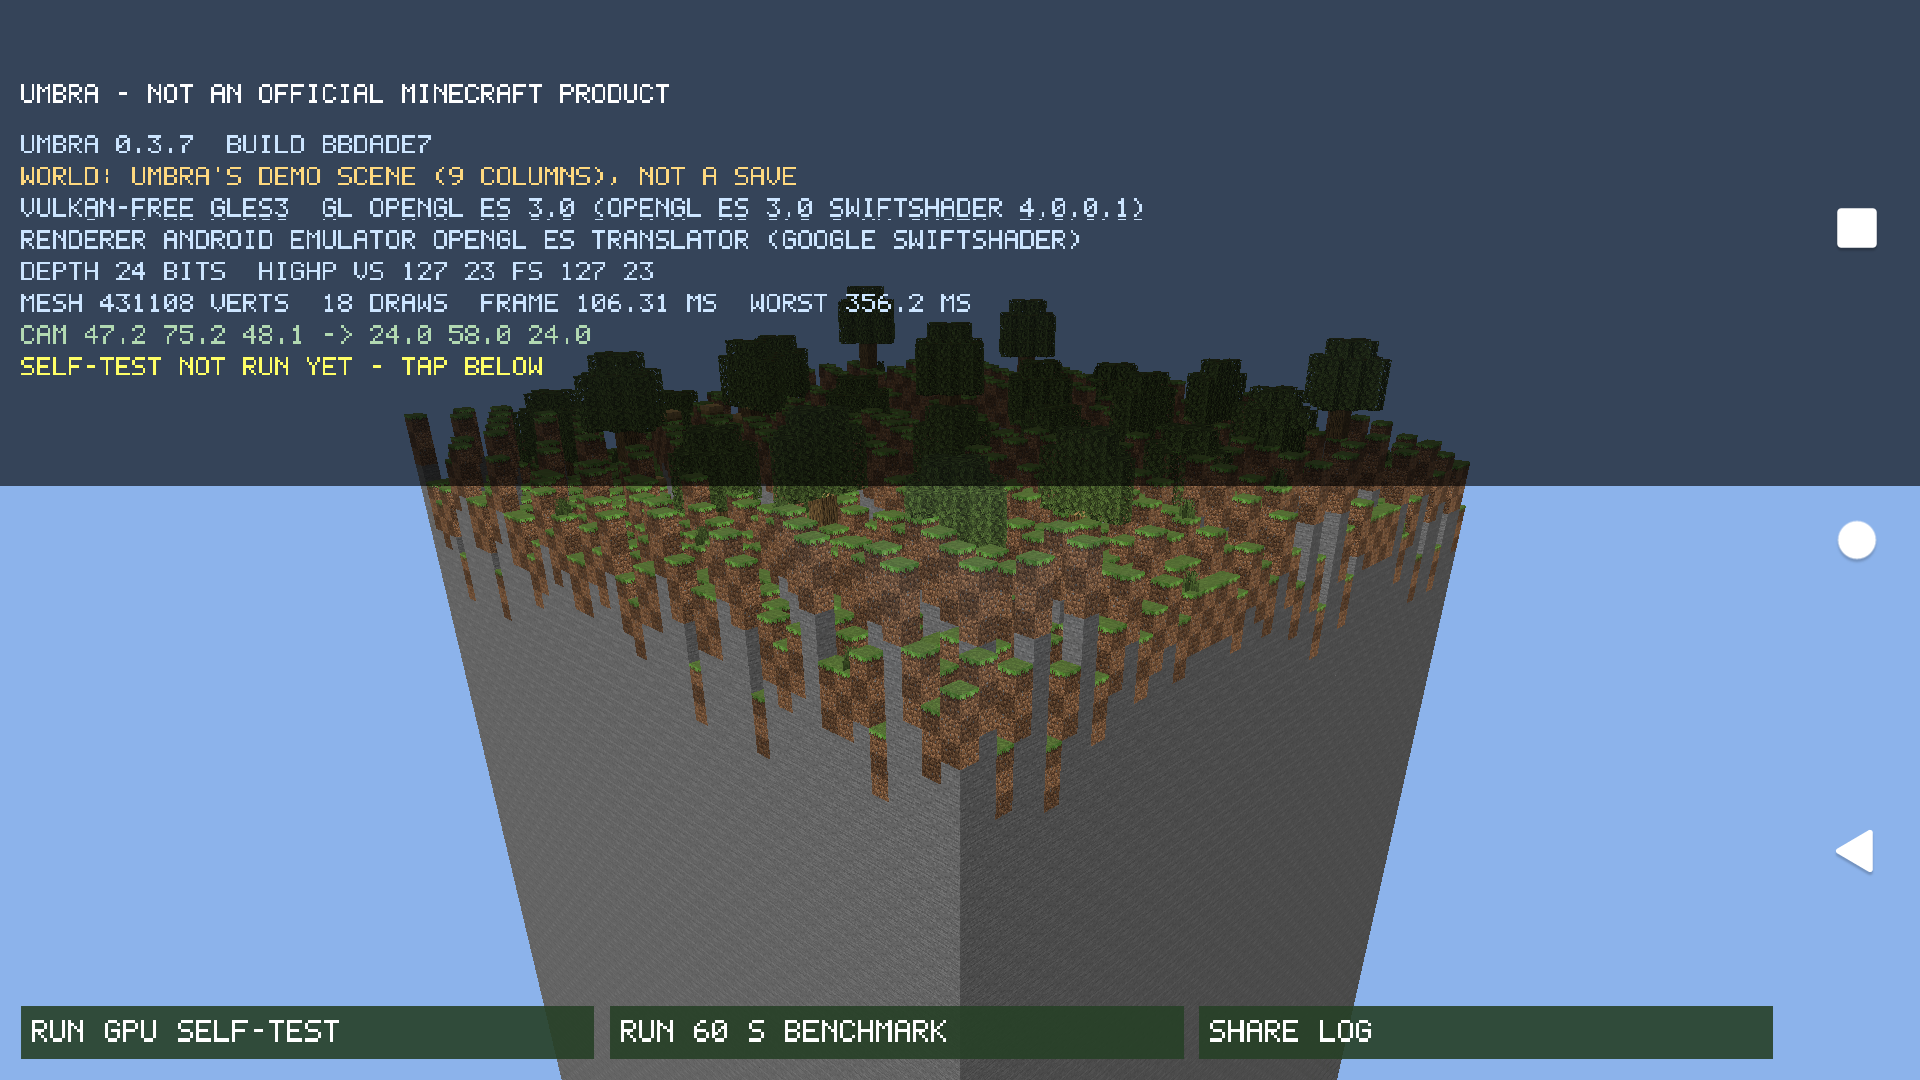 UMBRA - NOT AN OFFICIAL MINECRAFT PRODUCT
UMBRA 0.3.7  BUILD BBDADE7
WORLD: UMBRA'S DEMO SCENE (9 COLUMNS), NOT A SAVE
VULKAN-FREE GLES3  GL OPENGL ES 3.0 (OPENGL ES 3.0 SWIFTSHADER 4.0.0.1)
RENDERER ANDROID EMULATOR OPENGL ES TRANSLATOR (GOOGLE SWIFTSHADER)
DEPTH 24 BITS  HIGHP VS 127 23 FS 127 23
MESH 431108 VERTS  18 DRAWS  FRAME 106.31 MS  WORST 356.2 MS
CAM 47.2 75.2 48.1 -> 24.0 58.0 24.0
SELF-TEST NOT RUN YET - TAP BELOW
RUN GPU SELF-TEST
RUN 60 S BENCHMARK
SHARE LOG